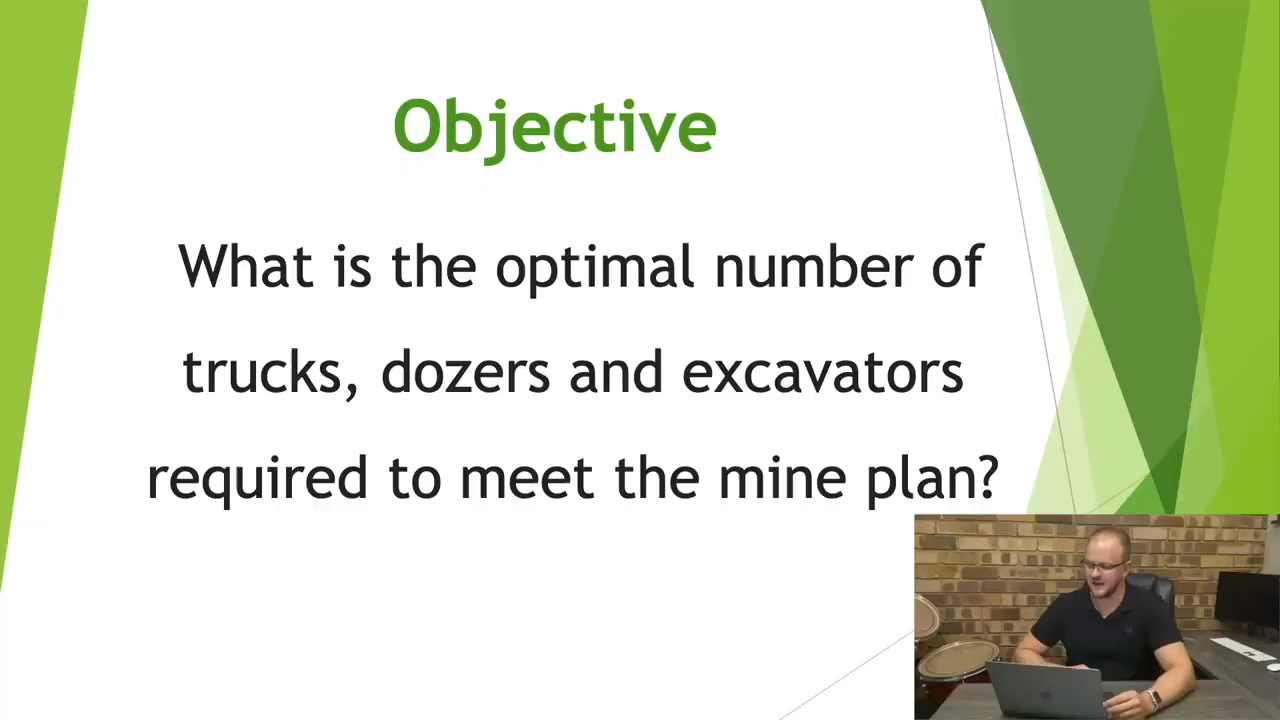 Objective
What is the optimal number of
trucks, dozers and excavators
required to meet the mine plan?